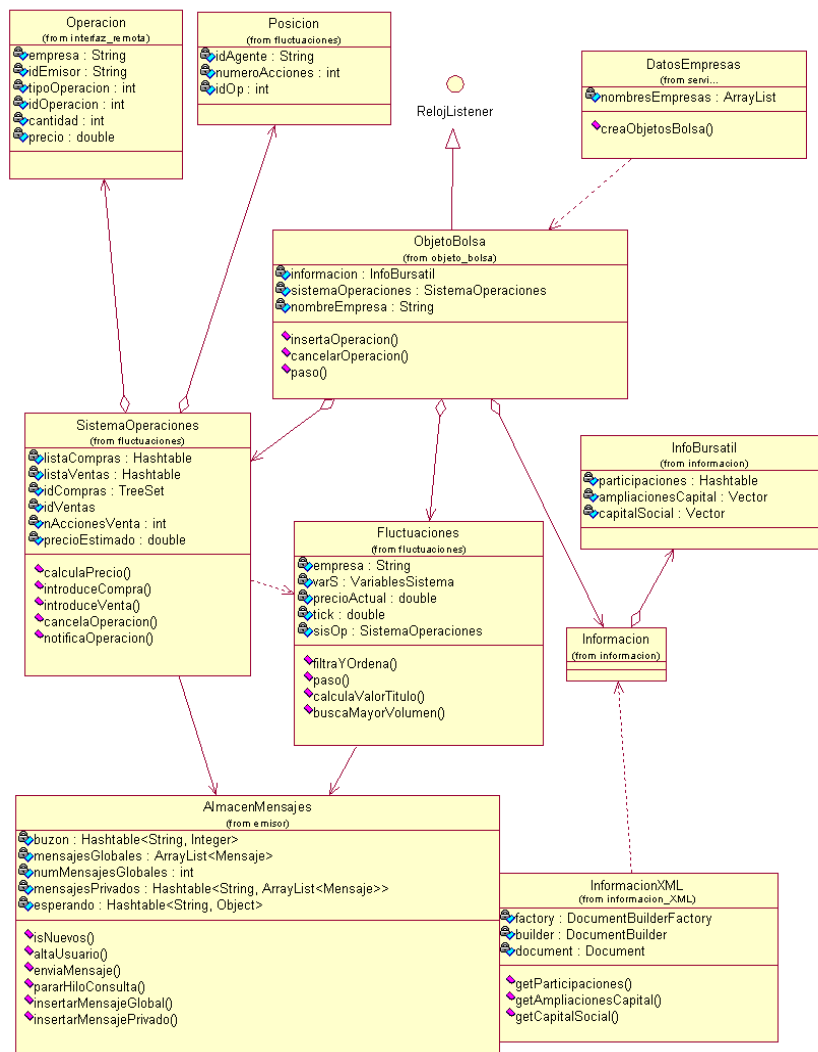 Operacion
(from interfaz_remota)
empresa : String
idEmisor : String
tipoOperacion : int
idOperacion : int
cantidad : int
precio : double
Posicion
(from fluctuaciones)
idAgente : String
numeroAcciones : int
idOp : int
RelojListener
DatosEmpresas
(from servi...
nombresEmpresas : ArrayList
creaObjetosBolsa()
ObjetoBolsa
(from objeto_bolsa)
informacion : InfoBursatil
sistemaOperaciones : SistemaOperaciones
nombreEmpresa : String
insertaOperacion()
cancelarOperacion()
paso()
SistemaOperaciones
(from fluctuaciones)
listaCompras : Hashtable
listaVentas : Hashtable
idCompras : TreeSet
idVentas
nAccionesVenta : int
precioEstimado : double
calculaPrecio()
introduceCompra()
introduceVenta()
cancelaOperacion()
notificaOperacion()
Fluctuaciones
(from fluctuaciones)
empresa : String
varS : VariablesSistema
precioActual : double
tick : double
sisOp : SistemaOperaciones
filtraYOrdena()
paso()
calculaValorTitulo()
buscaMayorVolumen()
InfoBursatil
(from informacion)
participaciones : Hashtable
ampliacionesCapital : Vector
capitalSocial : Vector
Informacion
(from informacion)
AlmacenMensajes
(from emisor)
buzon : Hashtable<String, Integer>
mensajesGlobales : ArrayList<Mensaje>
numMensajesGlobales : int
mensajesPrivados : Hashtable<String, ArrayList<Mensaje>>
esperando : Hashtable<String, Object>
isNuevos()
altaUsuario()
enviaMensaje()
pararHiloConsulta()
insertarMensajeGlobal()
insertarMensajePrivado()
InformacionXML
(from informacion_XML)
factory : DocumentBuilderFactory
builder : DocumentBuilder
document : Document
getParticipaciones()
getAmpliacionesCapital()
getCapitalSocial()